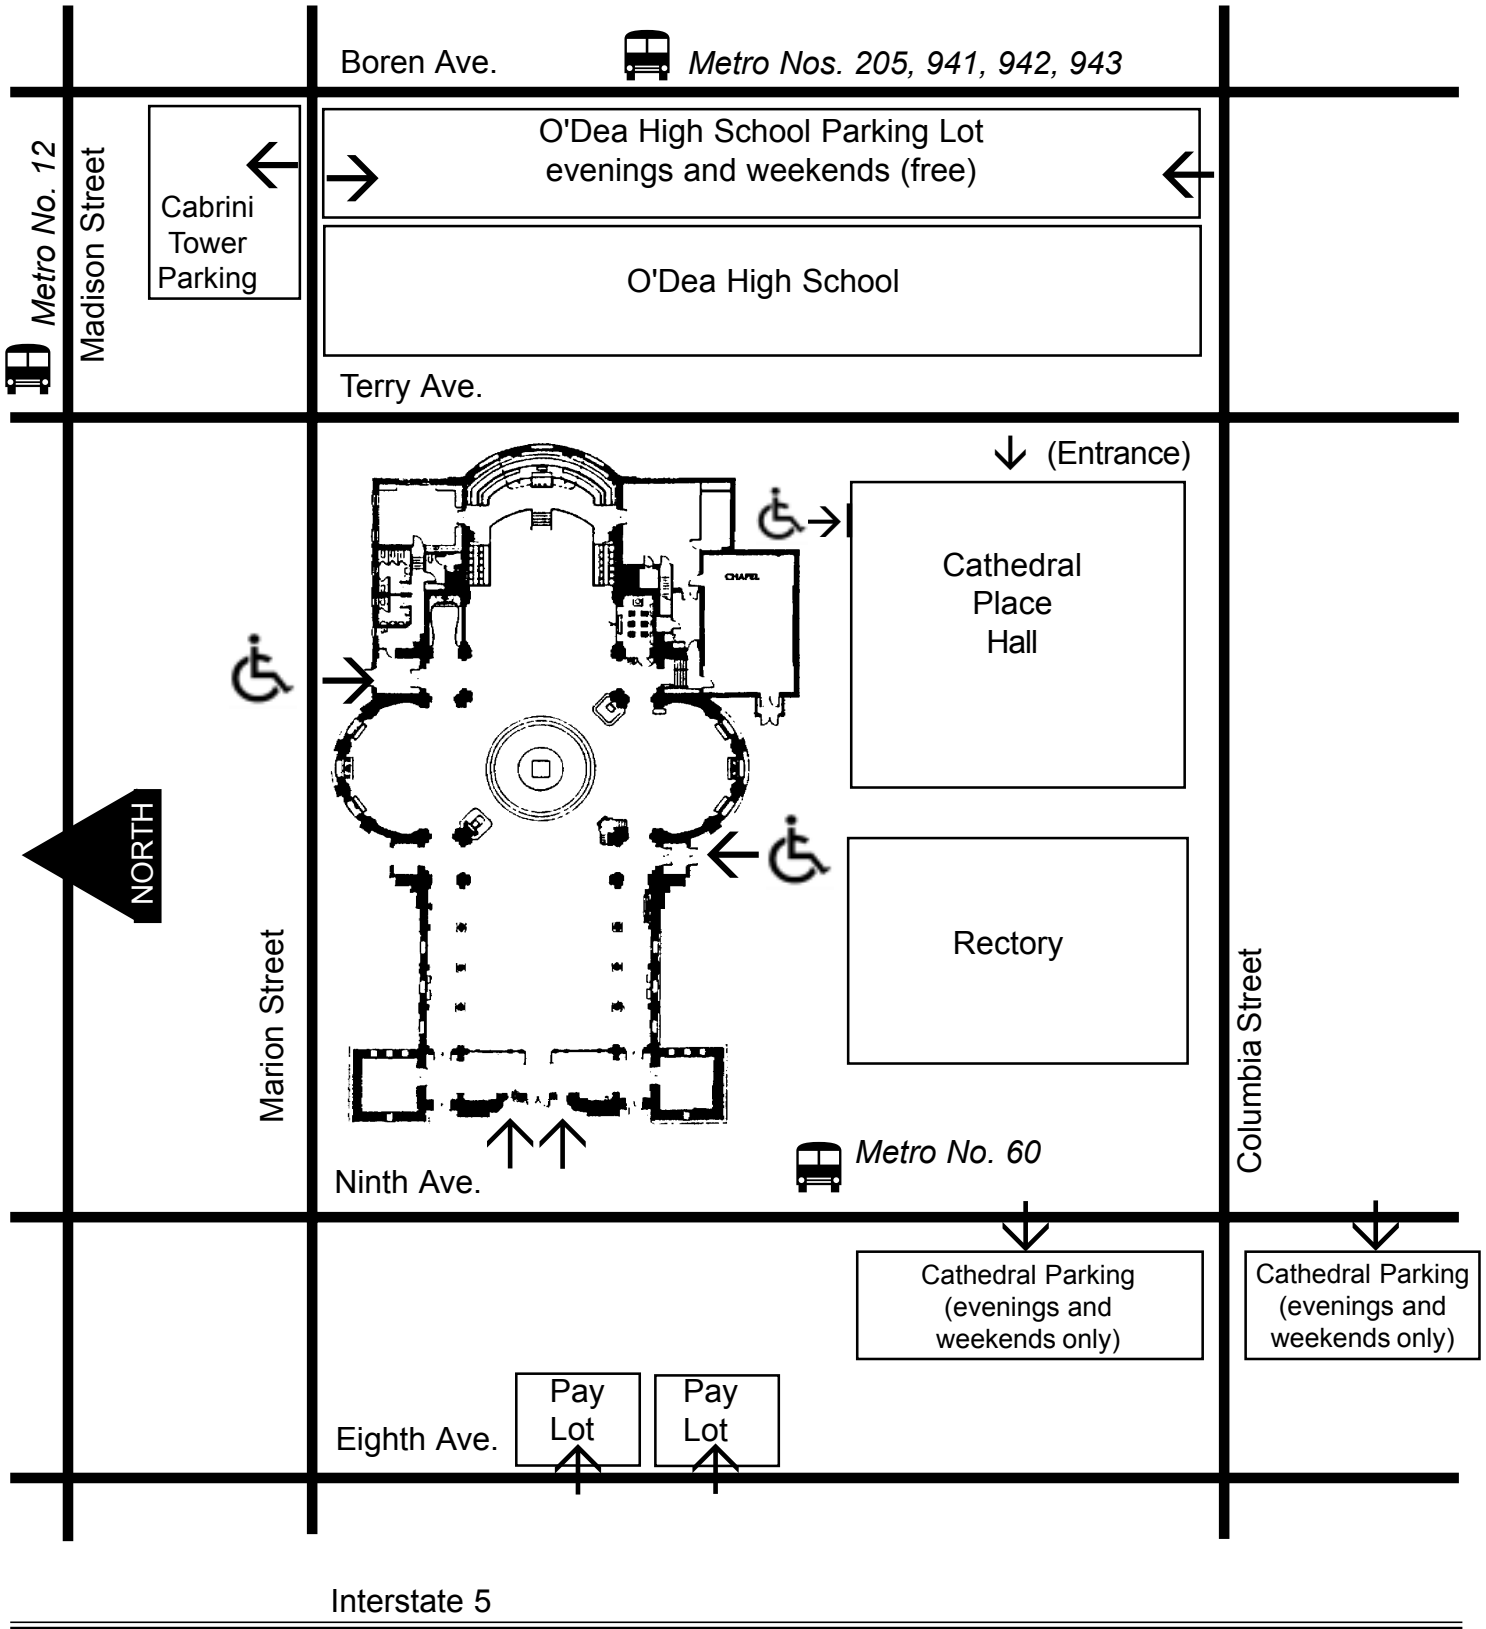 Boren Ave.
Metro Nos. 205, 941, 942, 943
Metro No. 12
Madison Street
Cabrini
Tower
Parking
O'Dea High School Parking Lot
evenings and weekends (free)
O'Dea High School
Terry Ave.
(Entrance)
CHAPEL
Cathedral
Place
Hall
NORTH
Rectory
Marion Street
Columbia Street
Metro No. 60
Ninth Ave.
Cathedral Parking
(evenings and
weekends only)
Cathedral Parking
(evenings and
weekends only)
Pay
Lot
Pay
Lot
Eighth Ave.
Interstate 5